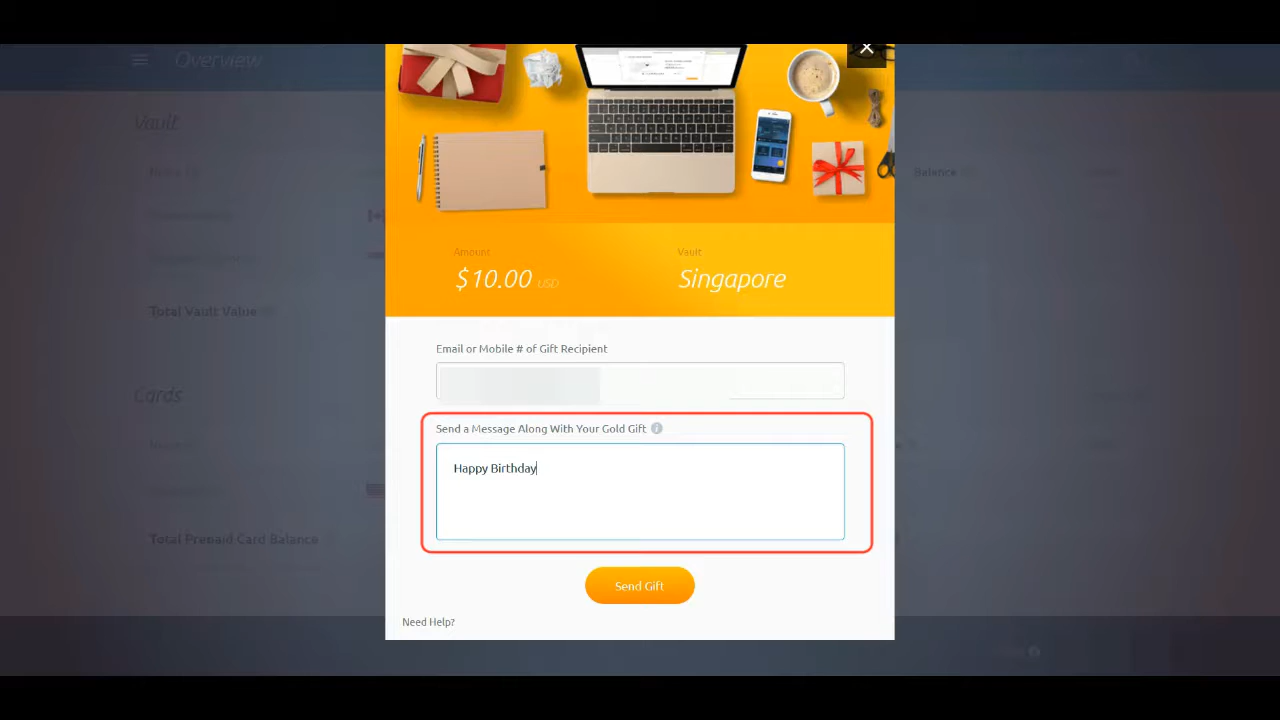 Overview
Vault
Balance
Amount
Vault
$10.00 USD
Singapore
Total Vault Value
Email or Mobile # of Gift Recipient
Cards
Send a Message Along With Your Gold Gift
Happy Birthday
Total Prepaid Card Balance
Send Gift
Need Help?